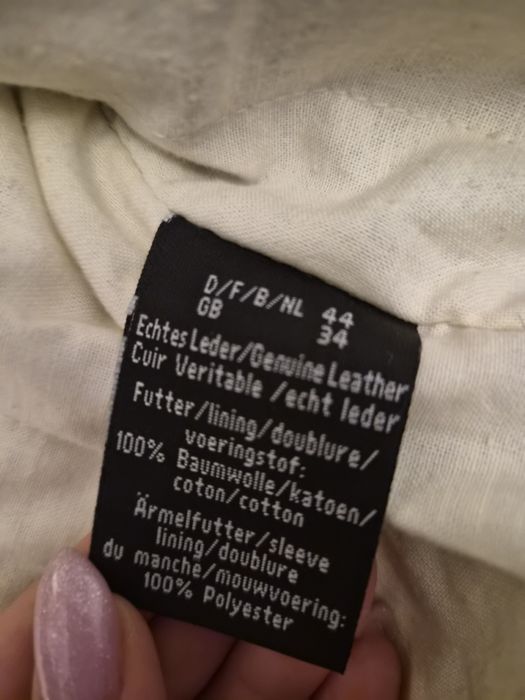 D/F/B/NL 44
GB 34
Echtes Leder/Genuine Leather
Cuir Veritable /echt leder
Futter/lining/doublure/
voeringstof:
100% Baumwolle/katoen/
coton/cotton
Ärmelfutter/sleeve
lining/doublure
du manche/mouwvoering:
100% Polyester